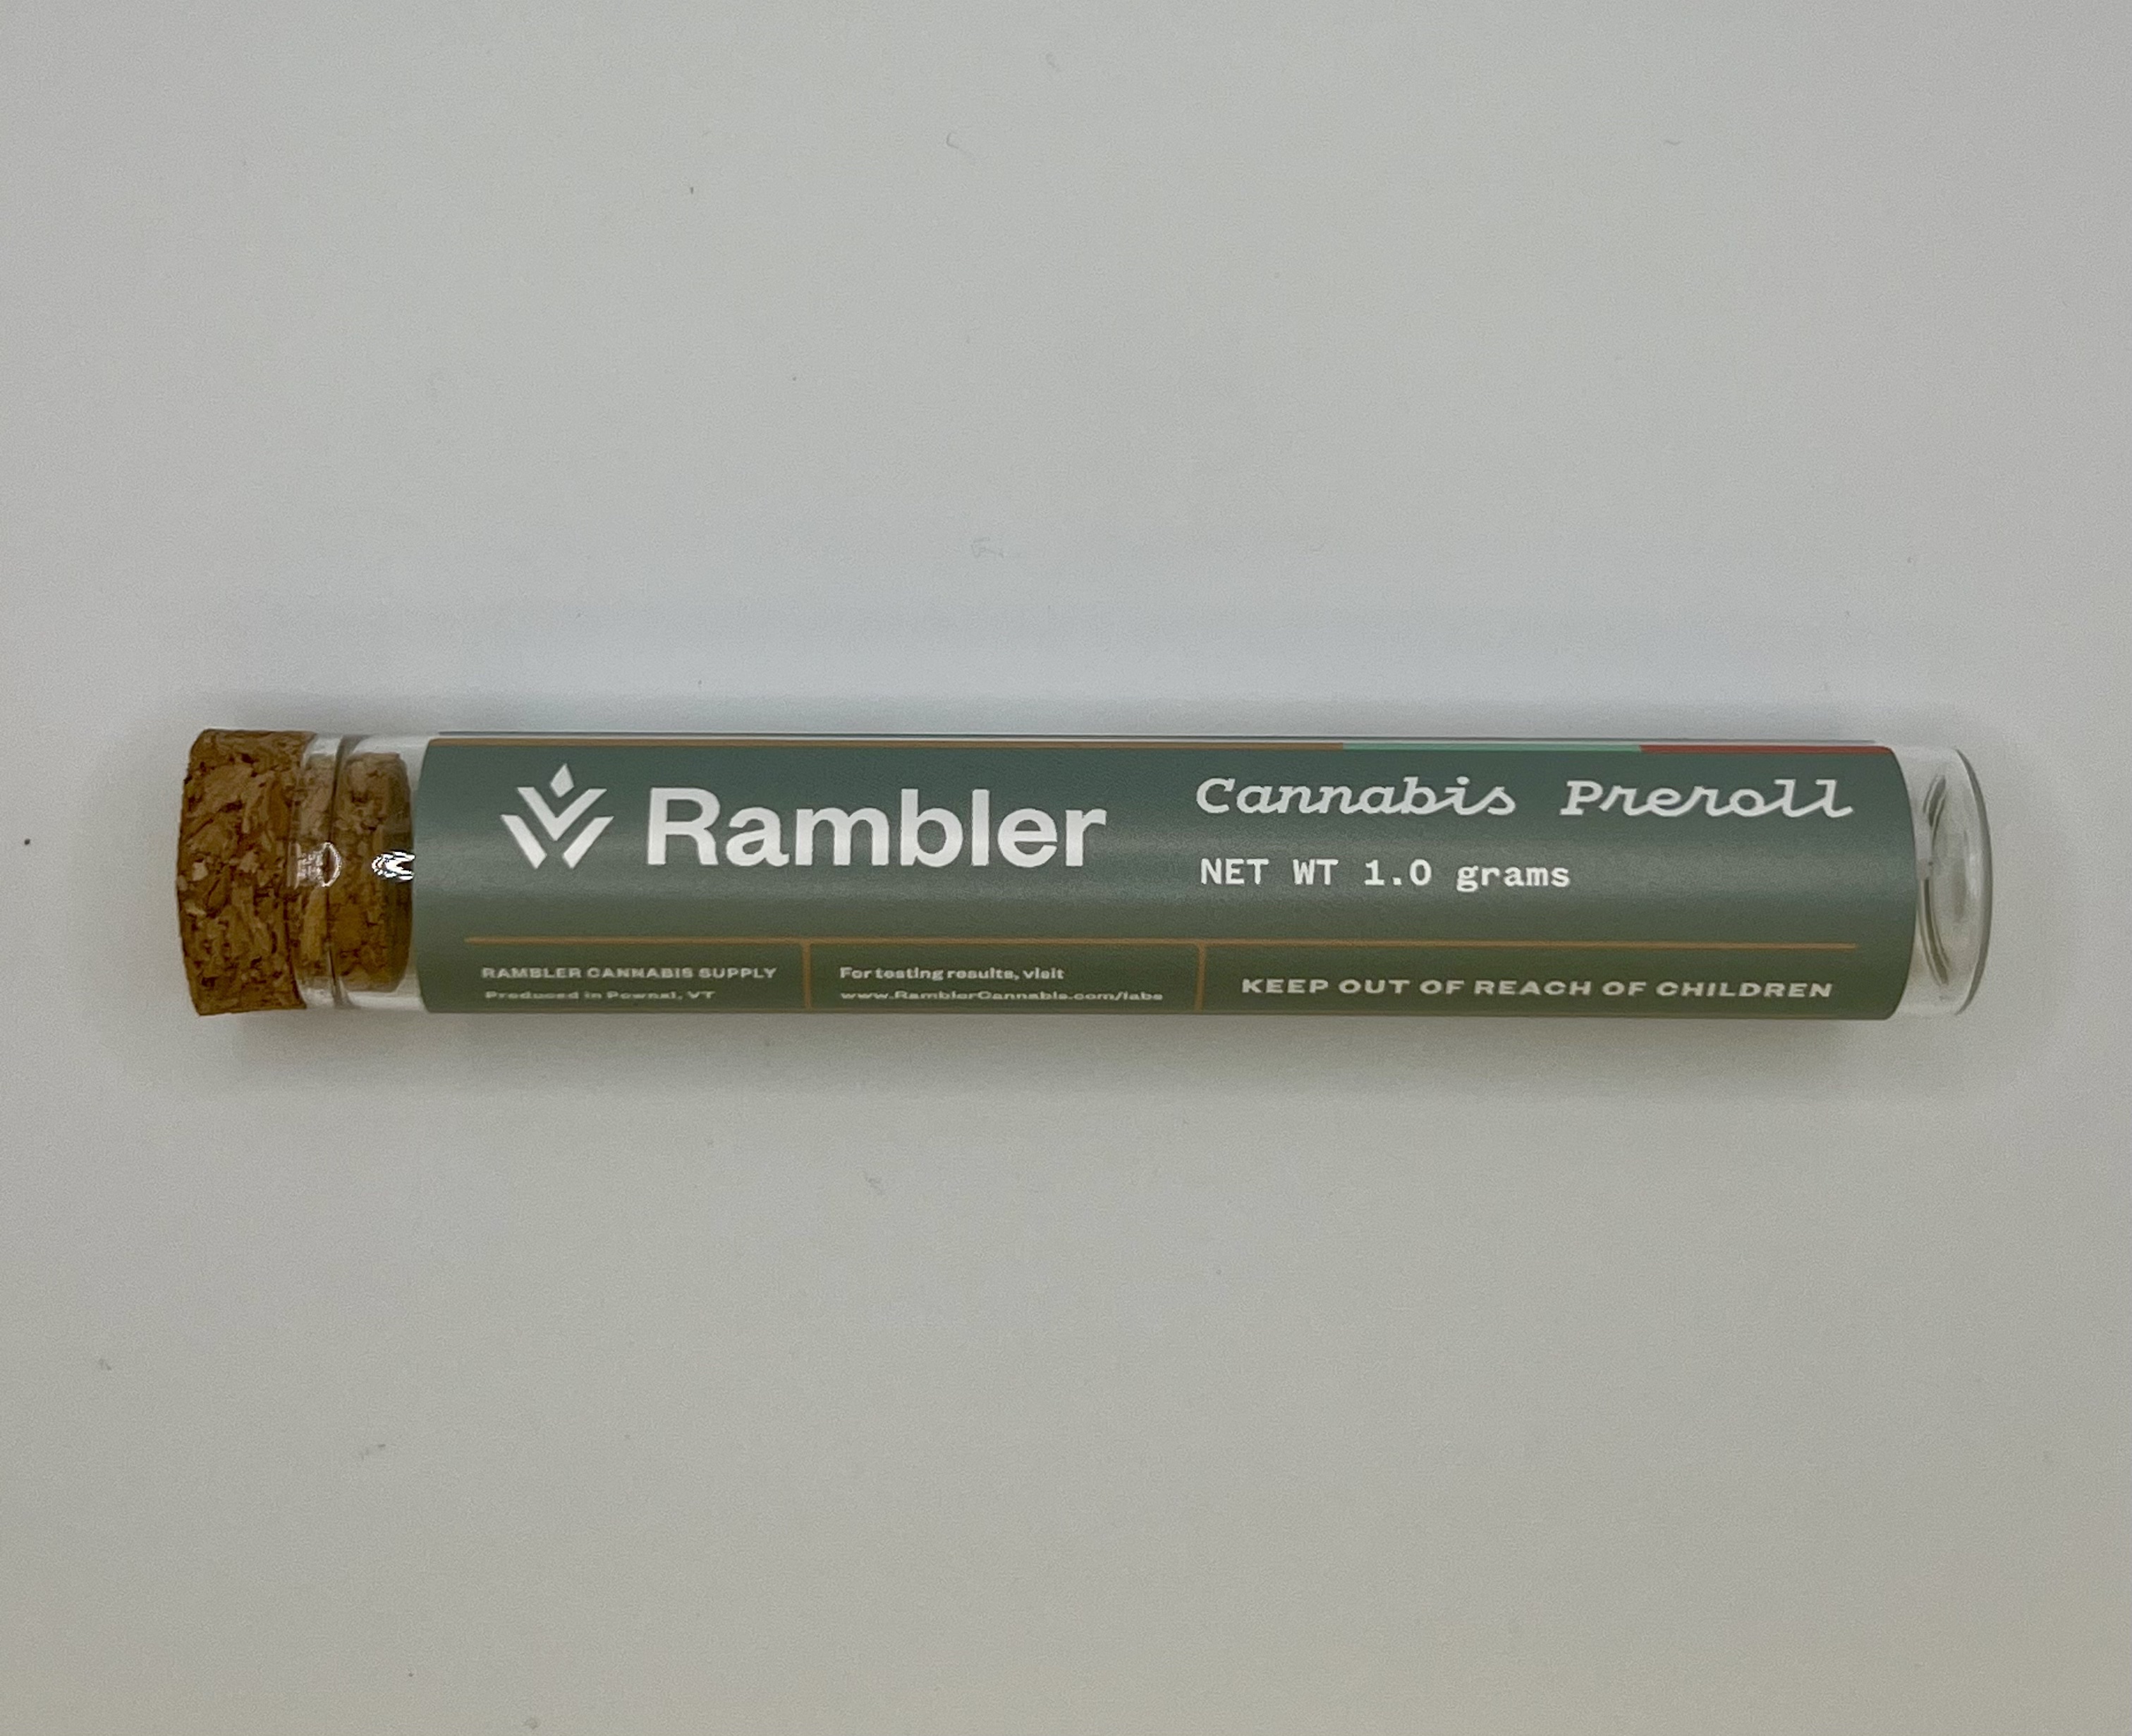 Rambler
Cannabis Preroll
NET WT 1.0 grams
RAMBLER CANNABIS SUPPLY
Produced in Pownal, VT
For testing results, visit
www.RamblerCannabis.com/labs
KEEP OUT OF REACH OF CHILDREN